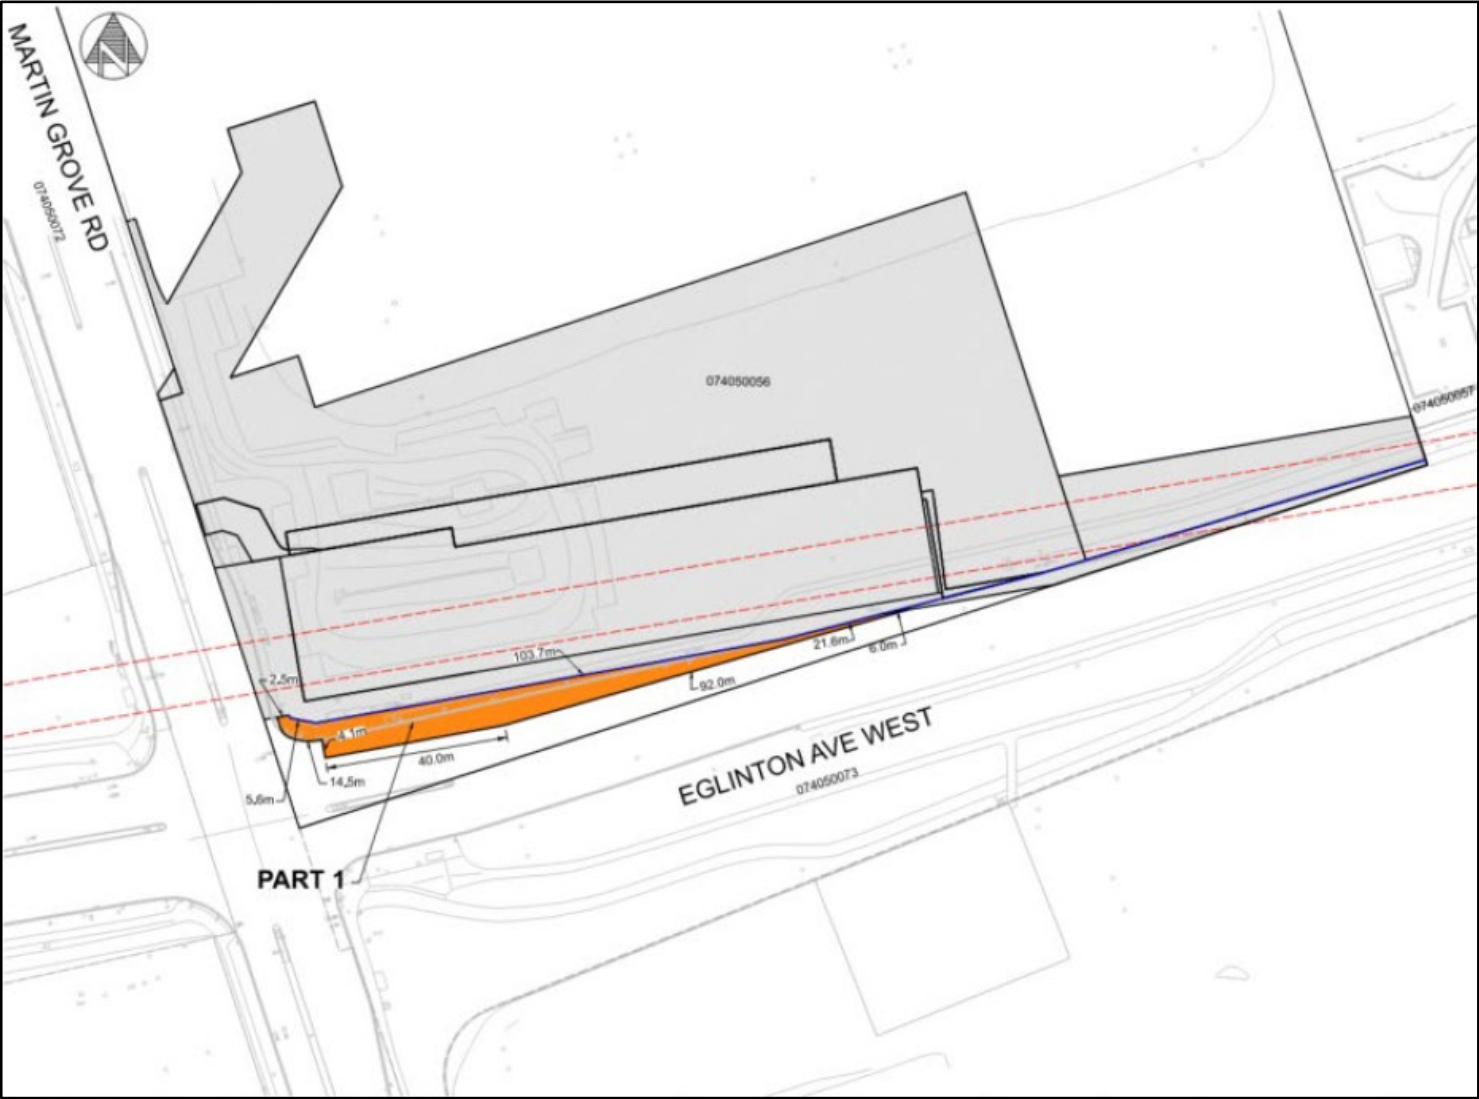 MARTIN GROVE RD
074050072
N
074050056
074050057
103.7m
2.5m
21.6m
6.0m
92.0m
4.1m
40.0m
14.5m
5.6m
EGLINTON AVE WEST
074050073
PART 1